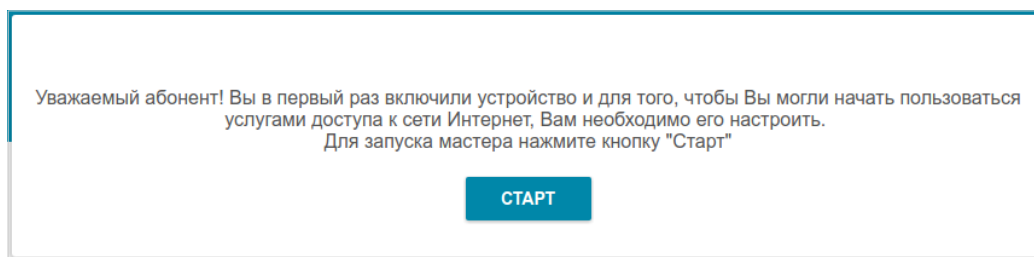 Уважаемый абонент! Вы в первый раз включили устройство и для того, чтобы Вы могли начать пользоваться
услугами доступа к сети Интернет, Вам необходимо его настроить.
Для запуска мастера нажмите кнопку "Старт"
СТАРТ